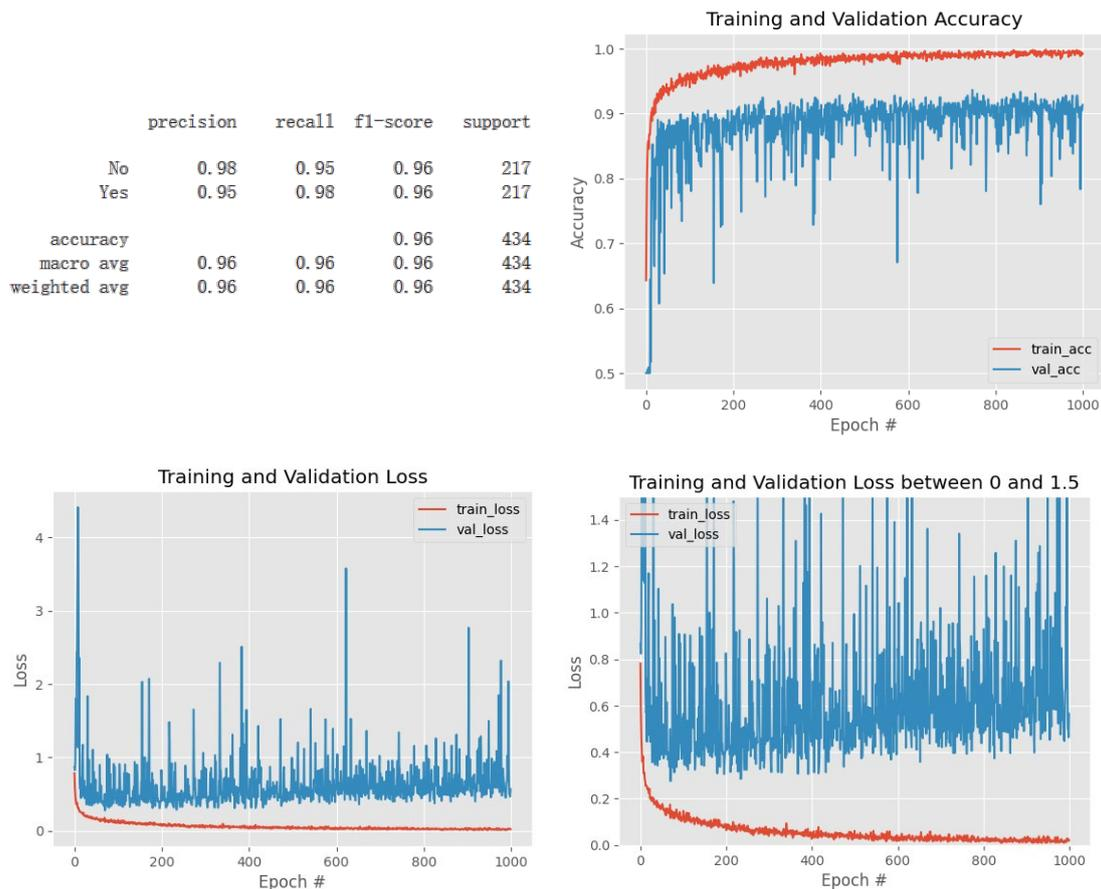 precision recall f1-score support
No 0.98 0.95 0.96 217
Yes 0.95 0.98 0.96 217
accuracy 0.96 434
macro avg 0.96 0.96 0.96 434
weighted avg 0.96 0.96 0.96 434
Training and Validation Accuracy
1.0
0.9
0.8
0.7
0.6
0.5
Accuracy
train_acc
val_acc
0 200 400 600 800 1000
Epoch #
Training and Validation Loss
4
3
2
1
0
Loss
train_loss
val_loss
0 200 400 600 800 1000
Epoch #
Training and Validation Loss between 0 and 1.5
1.4
1.2
1.0
0.8
0.6
0.4
0.2
0.0
Loss
train_loss
val_loss
0 200 400 600 800 1000
Epoch #